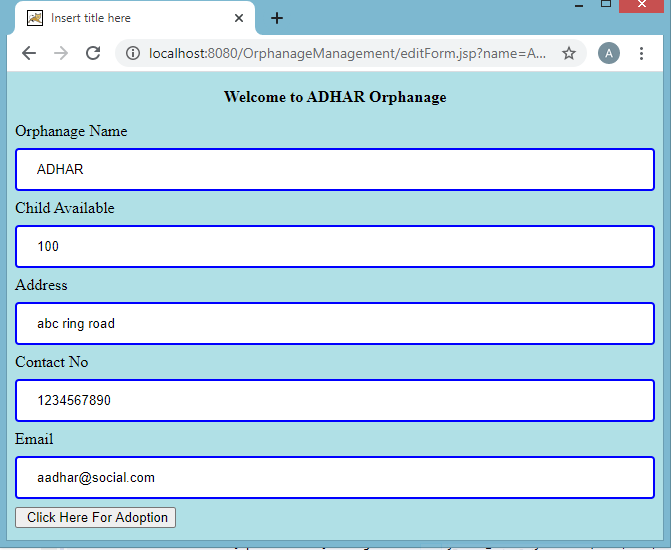 Insert title here
localhost:8080/OrphanageManagement/editForm.jsp?name=A...
A
Welcome to ADHAR Orphanage
Orphanage Name
ADHAR
Child Available
100
Address
abc ring road
Contact No
1234567890
Email
aadhar@social.com
Click Here For Adoption